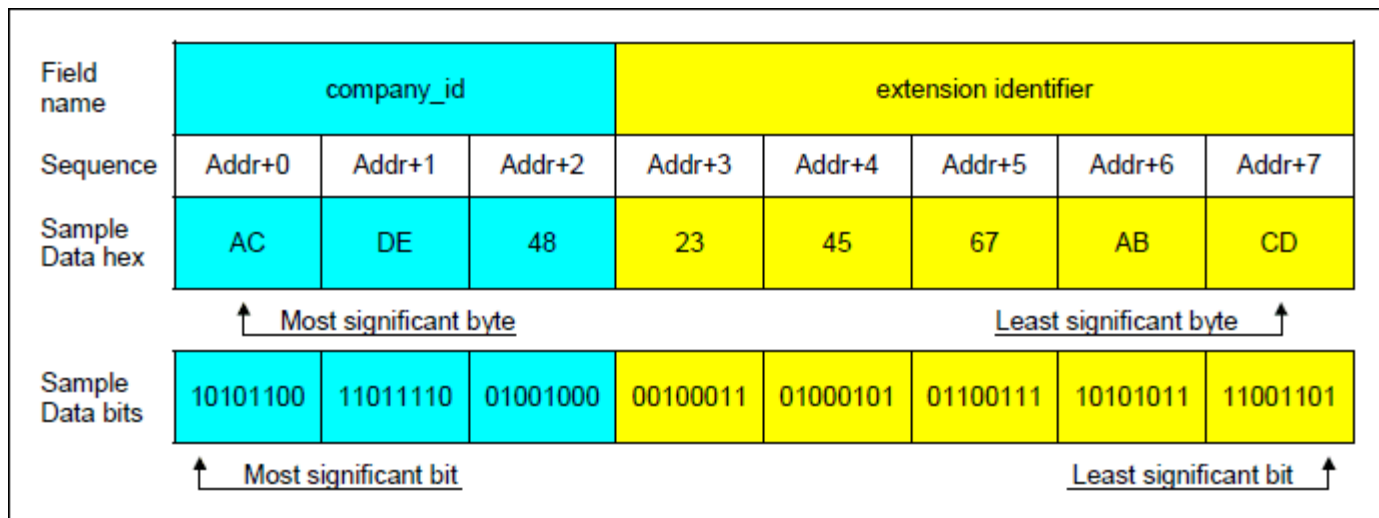 Field name company_id extension identifier
Sequence Addr+0 Addr+1 Addr+2 Addr+3 Addr+4 Addr+5 Addr+6 Addr+7
Sample Data hex AC DE 48 23 45 67 AB CD
Most significant byte Least significant byte
Sample Data bits 10101100 11011110 01001000 00100011 01000101 01100111 10101011 11001101
Most significant bit Least significant bit